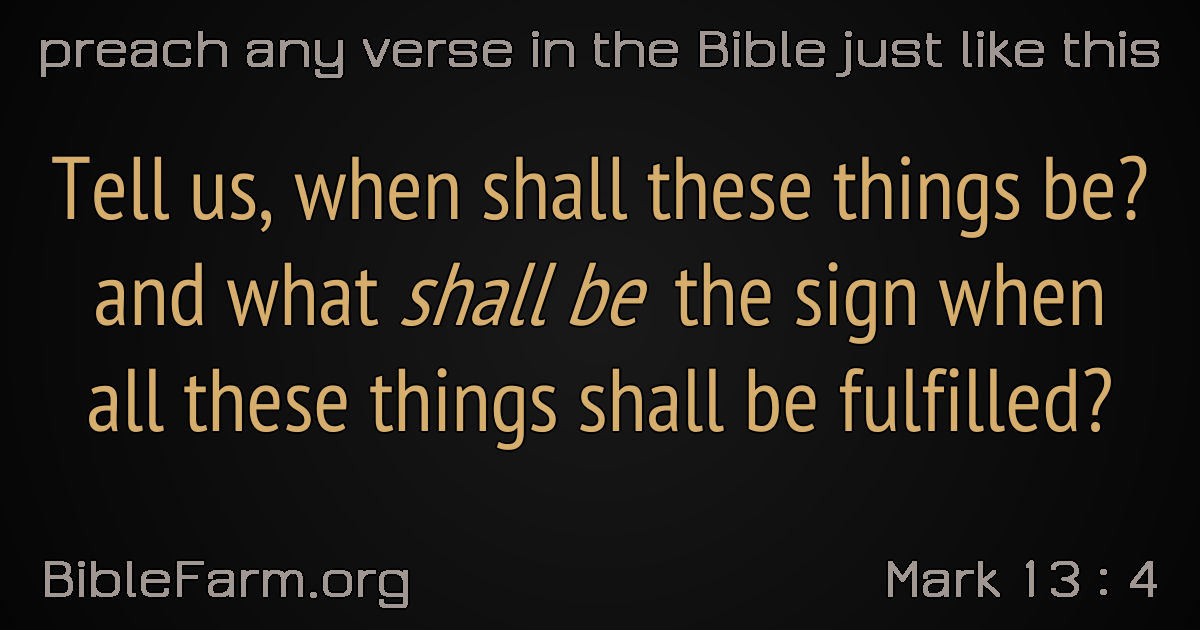 preach any verse in the Bible just like this
Tell us, when shall these things be?
and what shall be the sign when
all these things shall be fulfilled?
BibleFarm.org
Mark 13 : 4